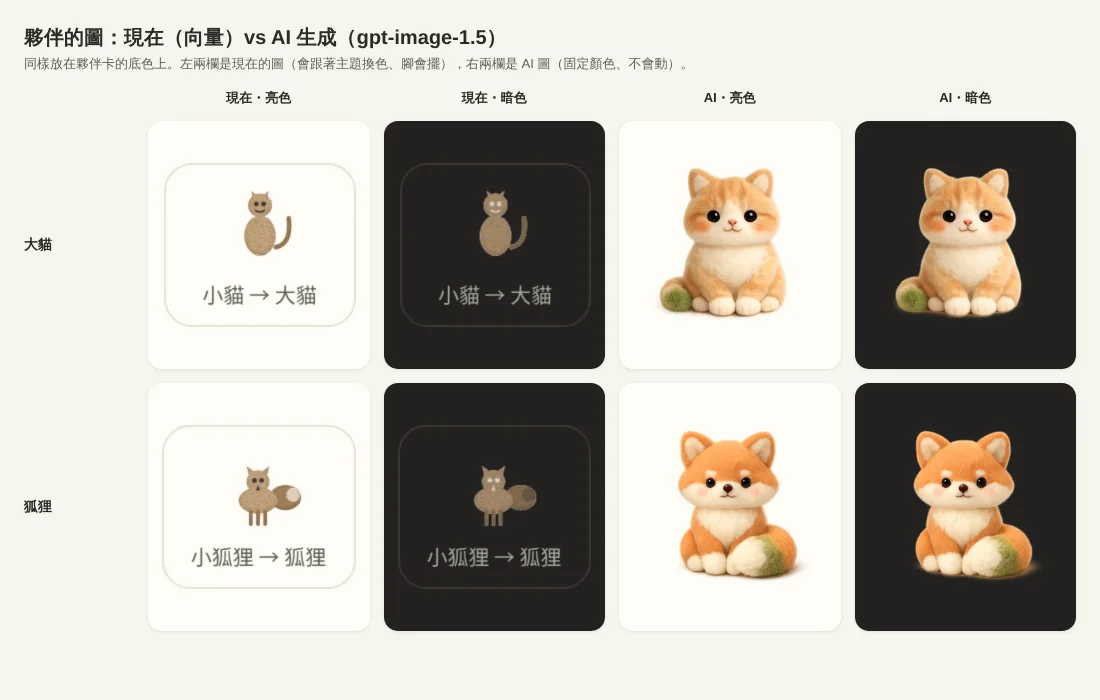 夥伴的圖：現在（向量）vs AI 生成（gpt-image-1.5）
同樣放在夥伴卡的底色上。左兩欄是現在的圖（會跟著主題換色、腳會擺），右兩欄是 AI 圖（固定顏色、不會動）。
現在・亮色
現在・暗色
AI・亮色
AI・暗色
大貓
小貓 → 大貓
小貓 → 大貓
狐狸
小狐狸 → 狐狸
小狐狸 → 狐狸